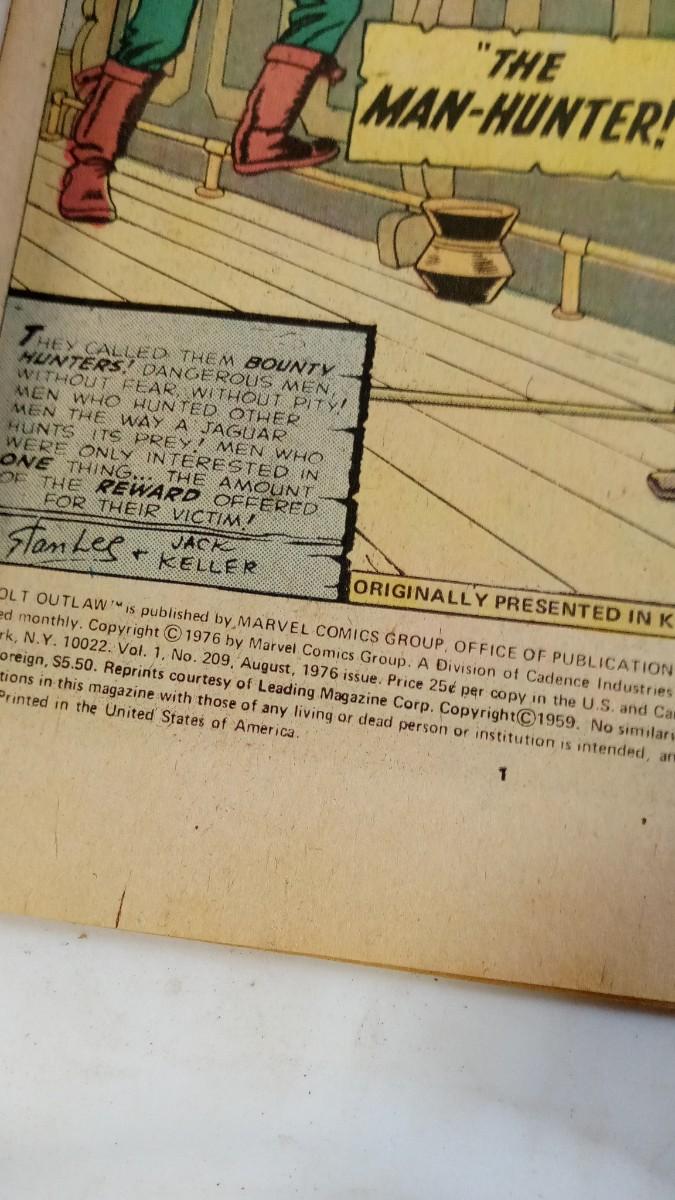 "THE
MAN-HUNTER!
THEY CALLED THEM BOUNTY
HUNTERS! DANGEROUS MEN,
WITHOUT FEAR, WITHOUT PITY!
MEN WHO HUNTED OTHER
MEN THE WAY A JAGUAR
HUNTS ITS PREY! MEN WHO
WERE ONLY INTERESTED IN
ONE THING... THE AMOUNT
OF THE REWARD OFFERED
FOR THEIR VICTIM!
Stan Lee + JACK
KELLER
ORIGINALLY PRESENTED IN K
OLT OUTLAW™ is published by MARVEL COMICS GROUP, OFFICE OF PUBLICATION
ed monthly. Copyright ©1976 by Marvel Comics Group. A Division of Cadence Industries
rk, N.Y. 10022. Vol. 1, No. 209, August, 1976 issue. Price 25¢ per copy in the U.S. and Ca
oreign, $5.50. Reprints courtesy of Leading Magazine Corp. Copyright©1959. No similari
tions in this magazine with those of any living or dead person or institution is intended, an
Printed in the United States of America.
1